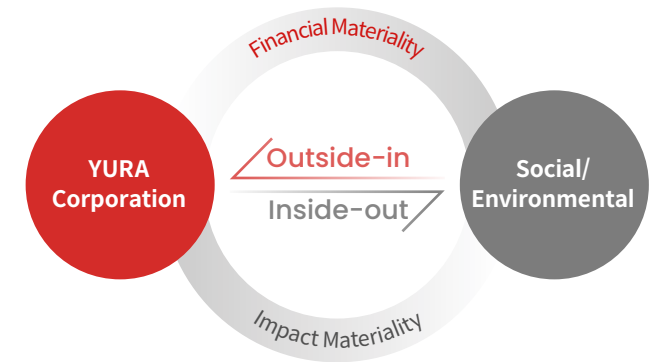 Financial Materiality
YURA
Corporation
Outside-in
Inside-out
Social/
Environmental
Impact Materiality